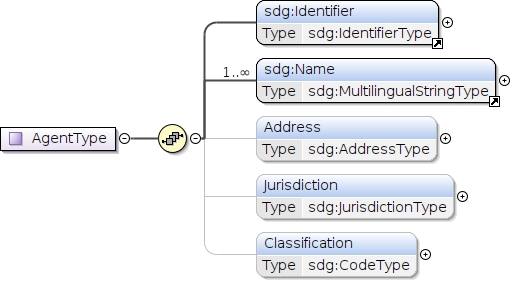 sdg:Identifier
Type sdg:IdentifierType
1..∞
sdg:Name
Type sdg:MultilingualStringType
AgentType
Address
Type sdg:AddressType
Jurisdiction
Type sdg:JurisdictionType
Classification
Type sdg:CodeType